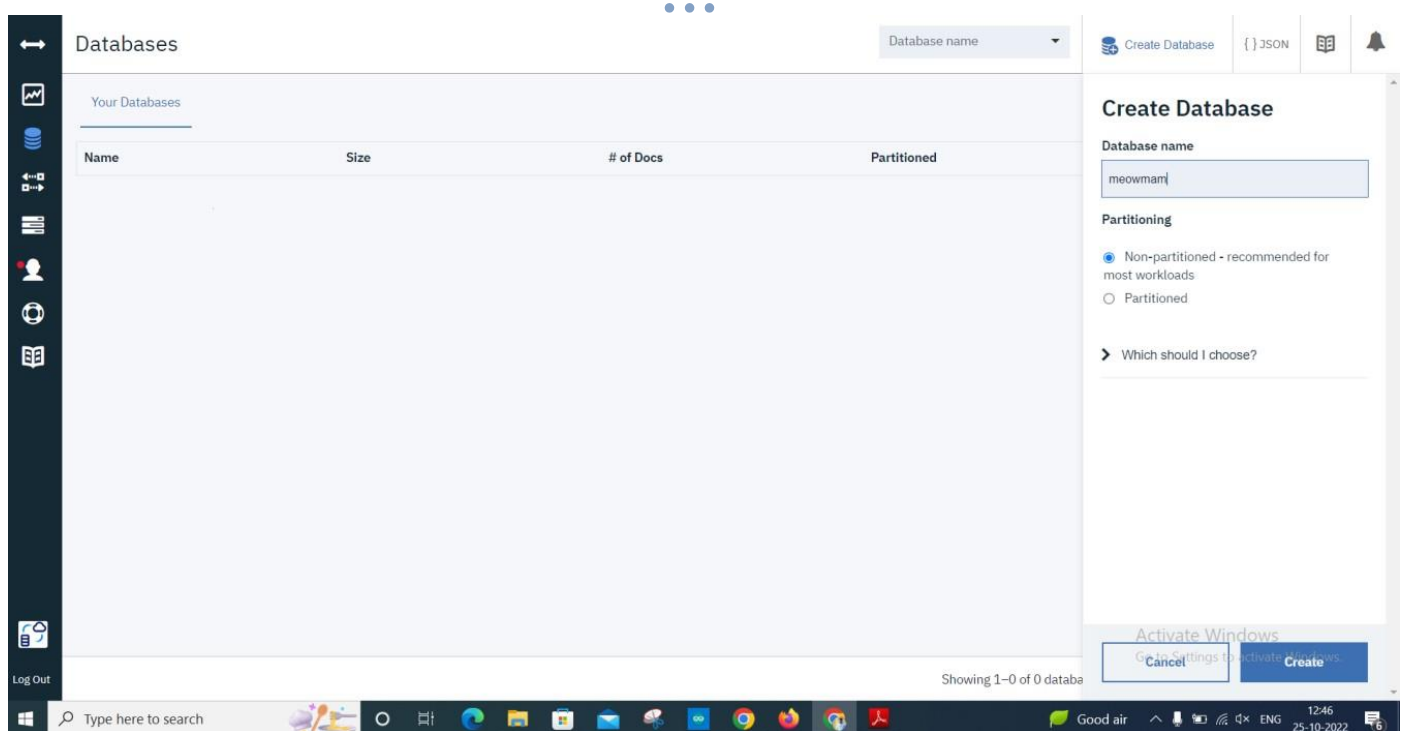 Databases
Database name
Create Database
{ } JSON
Your Databases
Name Size # of Docs Partitioned
Create Database
Database name
meowmam
Partitioning
Non-partitioned - recommended for
most workloads
Partitioned
Which should I choose?
Activate Windows
Go to Settings to activate Windows.
Cancel
Create
Showing 1–0 of 0 databa
Log Out
Type here to search
Good air
ENG
12:46
25-10-2022
6